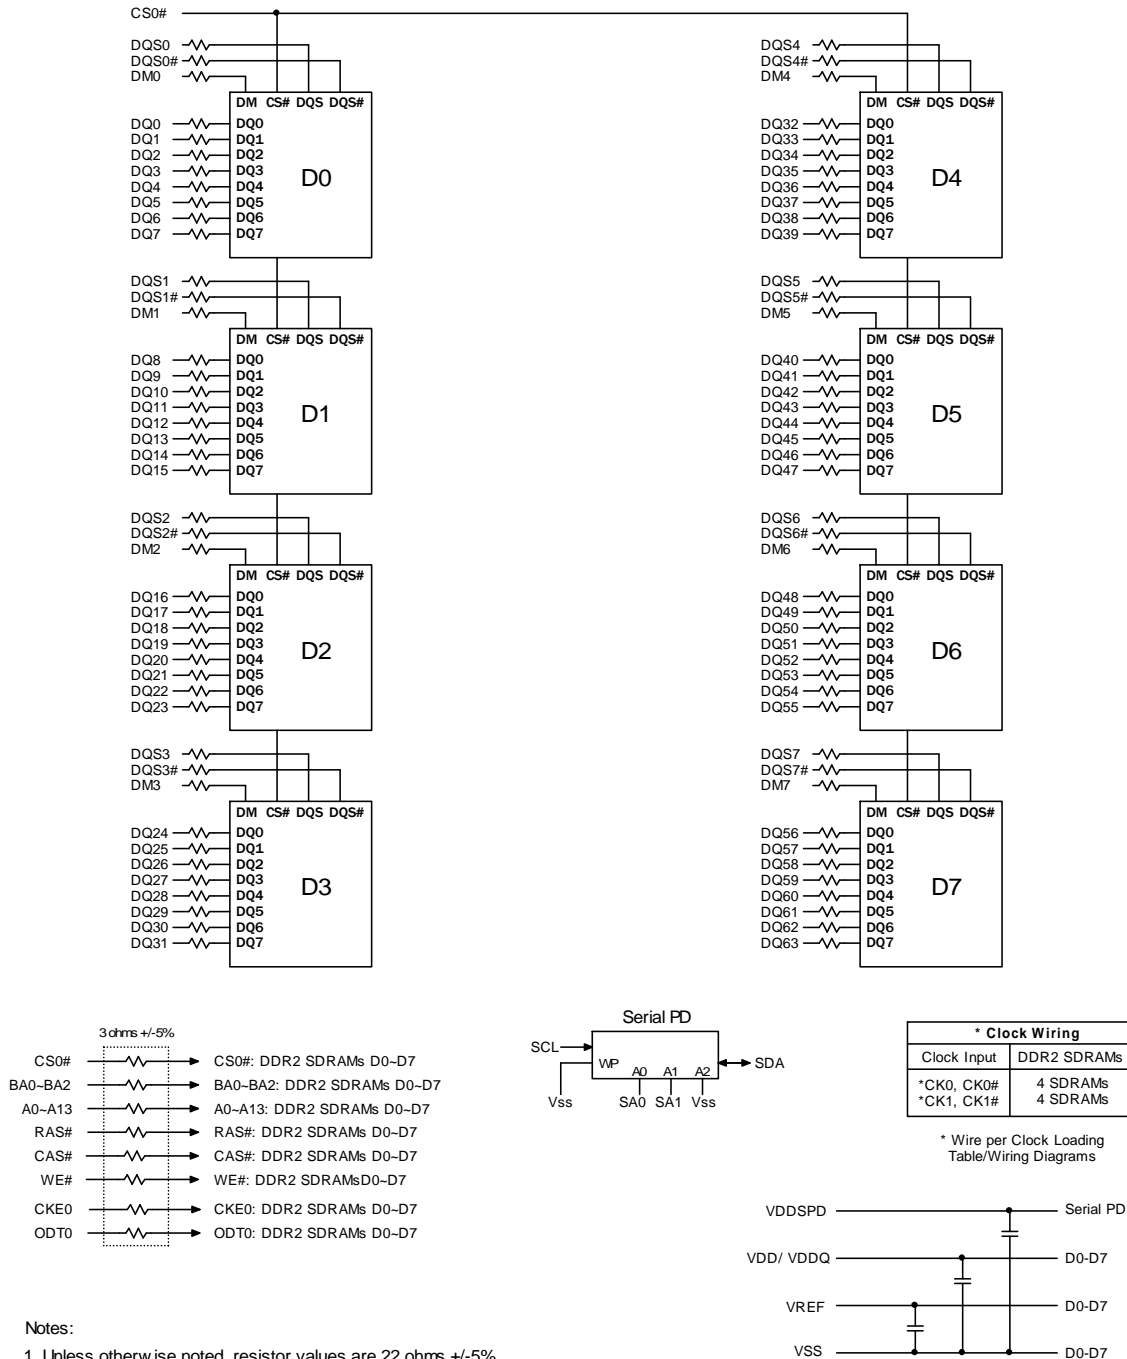 CS0#
DQS0
DQS0#
DM0
DM CS# DQS DQS#
DQ0 DQ0
DQ1 DQ1
DQ2 DQ2
DQ3 DQ3
DQ4 DQ4
DQ5 DQ5
DQ6 DQ6
DQ7 DQ7
D0
DQS1
DQS1#
DM1
DM CS# DQS DQS#
DQ8 DQ0
DQ9 DQ1
DQ10 DQ2
DQ11 DQ3
DQ12 DQ4
DQ13 DQ5
DQ14 DQ6
DQ15 DQ7
D1
DQS2
DQS2#
DM2
DM CS# DQS DQS#
DQ16 DQ0
DQ17 DQ1
DQ18 DQ2
DQ19 DQ3
DQ20 DQ4
DQ21 DQ5
DQ22 DQ6
DQ23 DQ7
D2
DQS3
DQS3#
DM3
DM CS# DQS DQS#
DQ24 DQ0
DQ25 DQ1
DQ26 DQ2
DQ27 DQ3
DQ28 DQ4
DQ29 DQ5
DQ30 DQ6
DQ31 DQ7
D3
DQS4
DQS4#
DM4
DM CS# DQS DQS#
DQ32 DQ0
DQ33 DQ1
DQ34 DQ2
DQ35 DQ3
DQ36 DQ4
DQ37 DQ5
DQ38 DQ6
DQ39 DQ7
D4
DQS5
DQS5#
DM5
DM CS# DQS DQS#
DQ40 DQ0
DQ41 DQ1
DQ42 DQ2
DQ43 DQ3
DQ44 DQ4
DQ45 DQ5
DQ46 DQ6
DQ47 DQ7
D5
DQS6
DQS6#
DM6
DM CS# DQS DQS#
DQ48 DQ0
DQ49 DQ1
DQ50 DQ2
DQ51 DQ3
DQ52 DQ4
DQ53 DQ5
DQ54 DQ6
DQ55 DQ7
D6
DQS7
DQS7#
DM7
DM CS# DQS DQS#
DQ56 DQ0
DQ57 DQ1
DQ58 DQ2
DQ59 DQ3
DQ60 DQ4
DQ61 DQ5
DQ62 DQ6
DQ63 DQ7
D7
3 ohms +/-5%
CS0# CS0#: DDR2 SDRAMs D0~D7
BA0~BA2 BA0~BA2: DDR2 SDRAMs D0~D7
A0~A13 A0~A13: DDR2 SDRAMs D0~D7
RAS# RAS#: DDR2 SDRAMs D0~D7
CAS# CAS#: DDR2 SDRAMs D0~D7
WE# WE#: DDR2 SDRAMsD0~D7
CKE0 CKE0: DDR2 SDRAMs D0~D7
ODT0 ODT0: DDR2 SDRAMs D0~D7
Serial PD
SCL SDA
WP A0 A1 A2
Vss SA0 SA1 Vss
* Clock Wiring
Clock Input DDR2 SDRAMs
*CK0, CK0# 4 SDRAMs
*CK1, CK1# 4 SDRAMs
* Wire per Clock Loading
Table/Wiring Diagrams
VDDSPD Serial PD
VDD/ VDDQ D0-D7
VREF D0-D7
VSS D0-D7
Notes:
1. Unless otherwise noted, resistor values are 22 ohms +/-5%